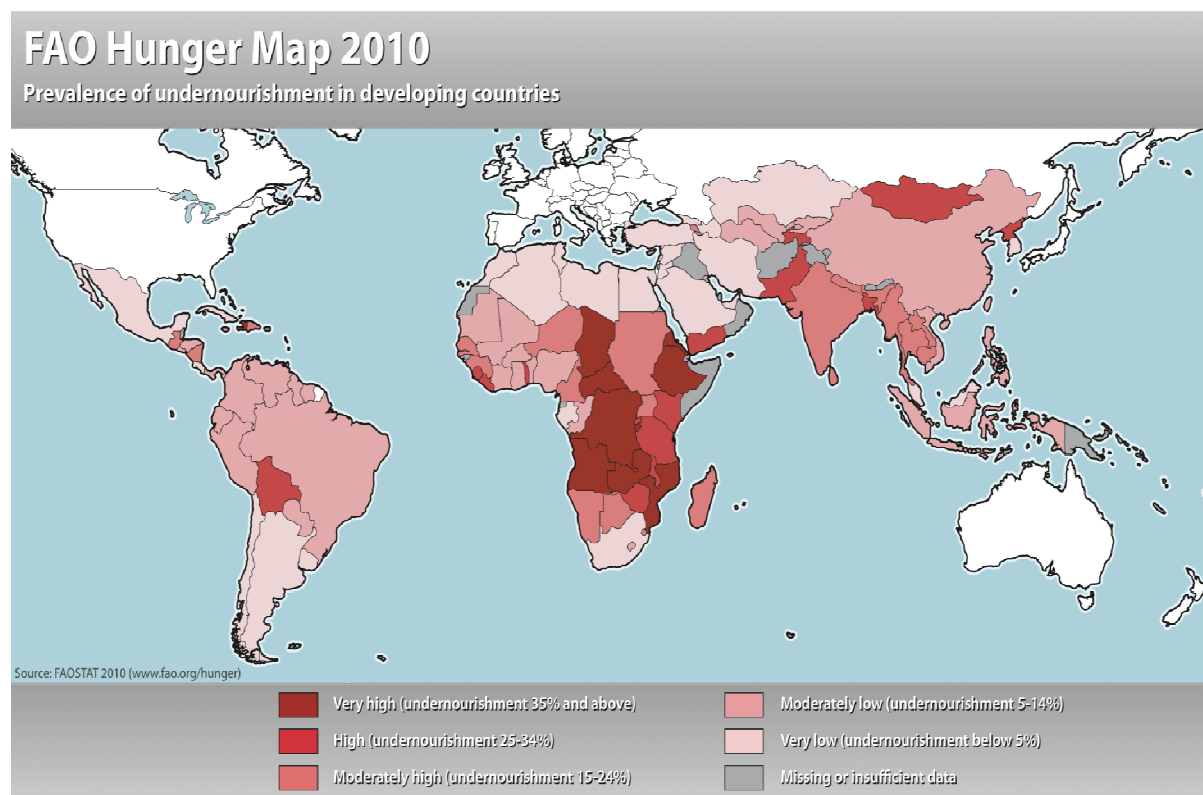 FAO Hunger Map 2010
Prevalence of undernourishment in developing countries
Source: FAOSTAT 2010 (www.fao.org/hunger)
Very high (undernourishment 35% and above)
High (undernourishment 25-34%)
Moderately high (undernourishment 15-24%)
Moderately low (undernourishment 5-14%)
Very low (undernourishment below 5%)
Missing or insufficient data